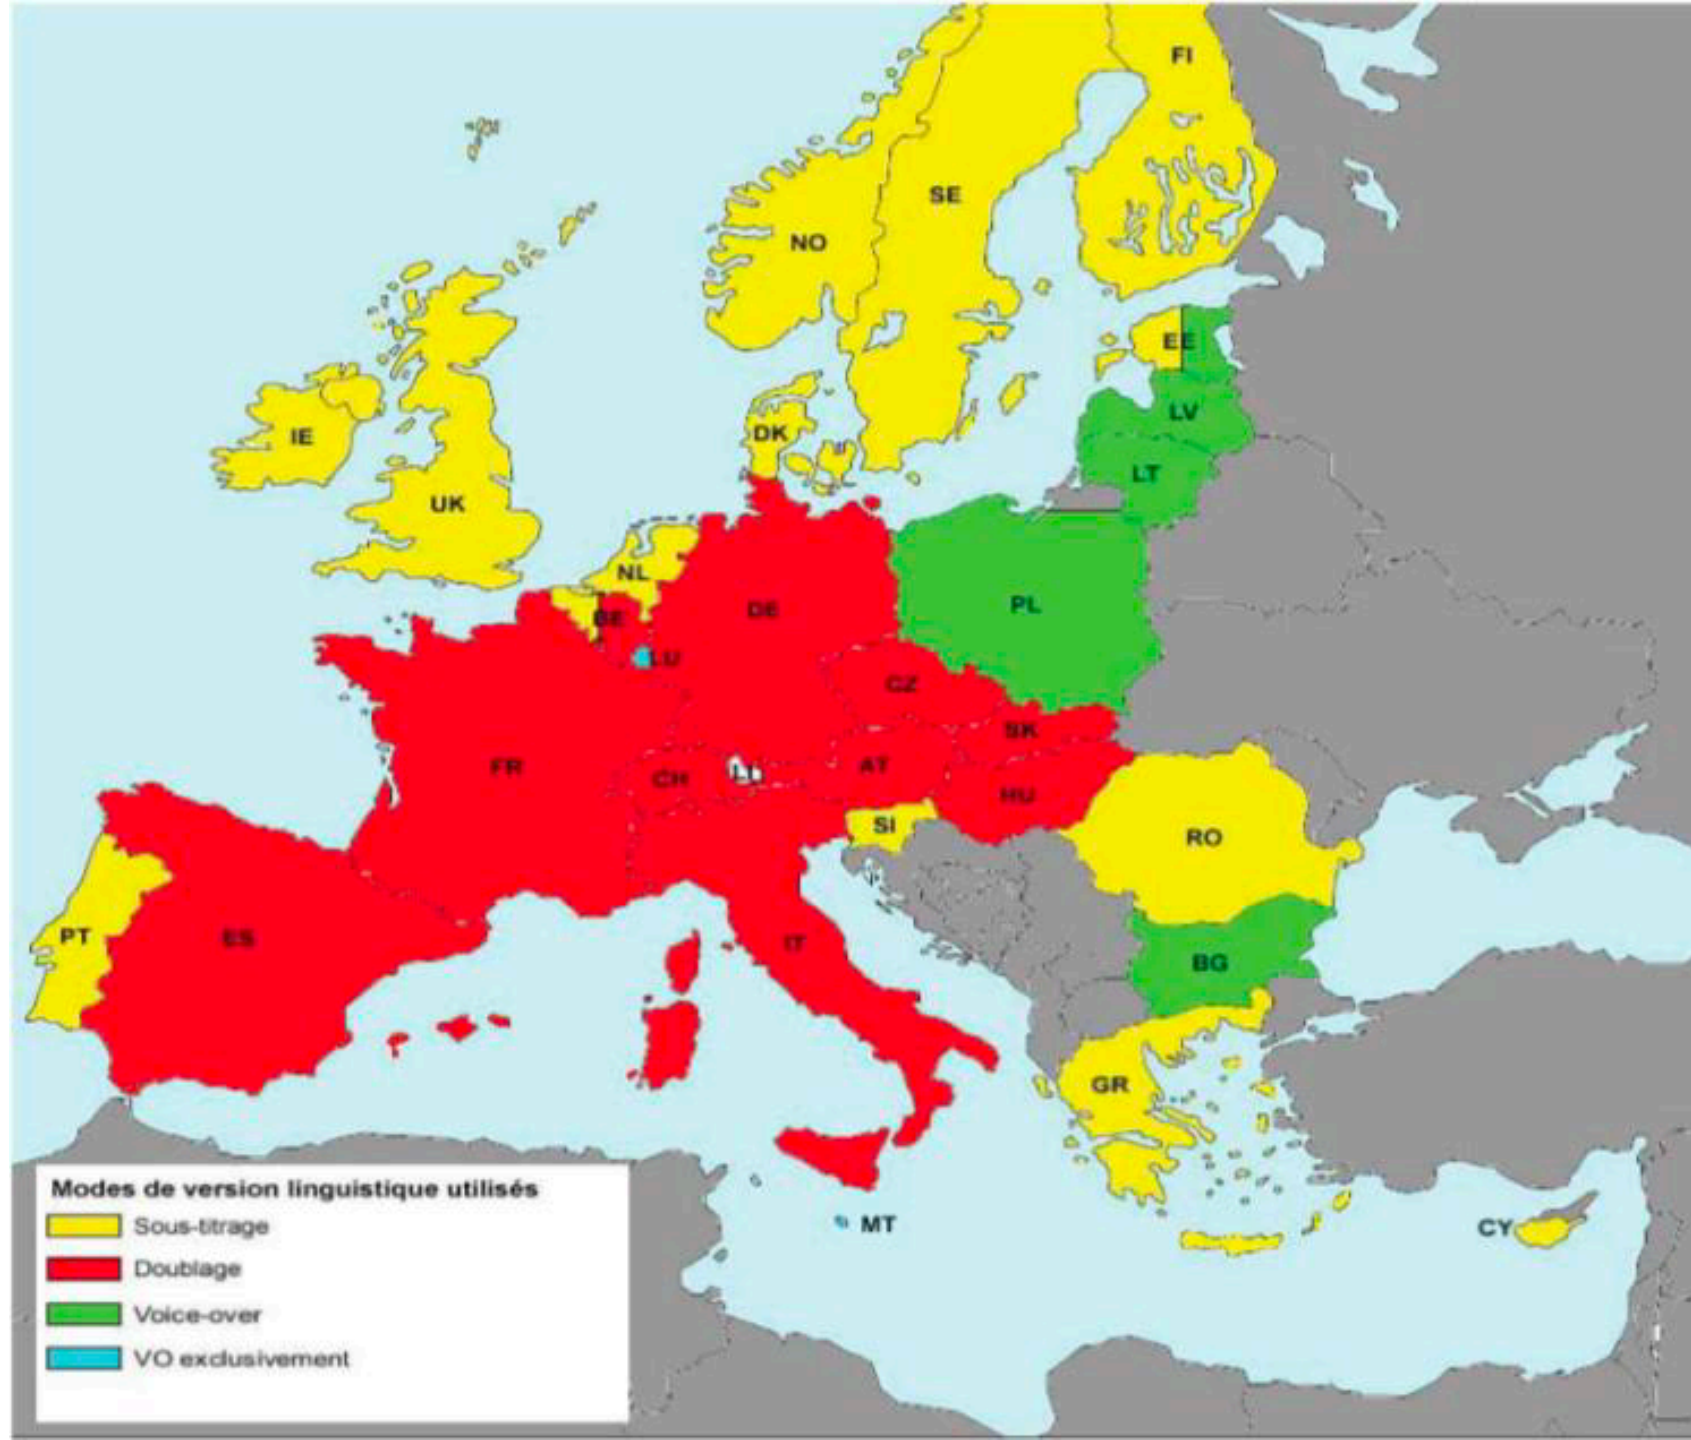 FI
SE
NO
EE
LV
DK
IE
LT
UK
NL
PL
BE
DE
LU
CZ
SK
FR
CH
LI
AT
HU
SI
RO
PT
ES
IT
BG
GR
MT
CY
Modes de version linguistique utilisés
Sous-titrage
Doublage
Voice-over
VO exclusivement